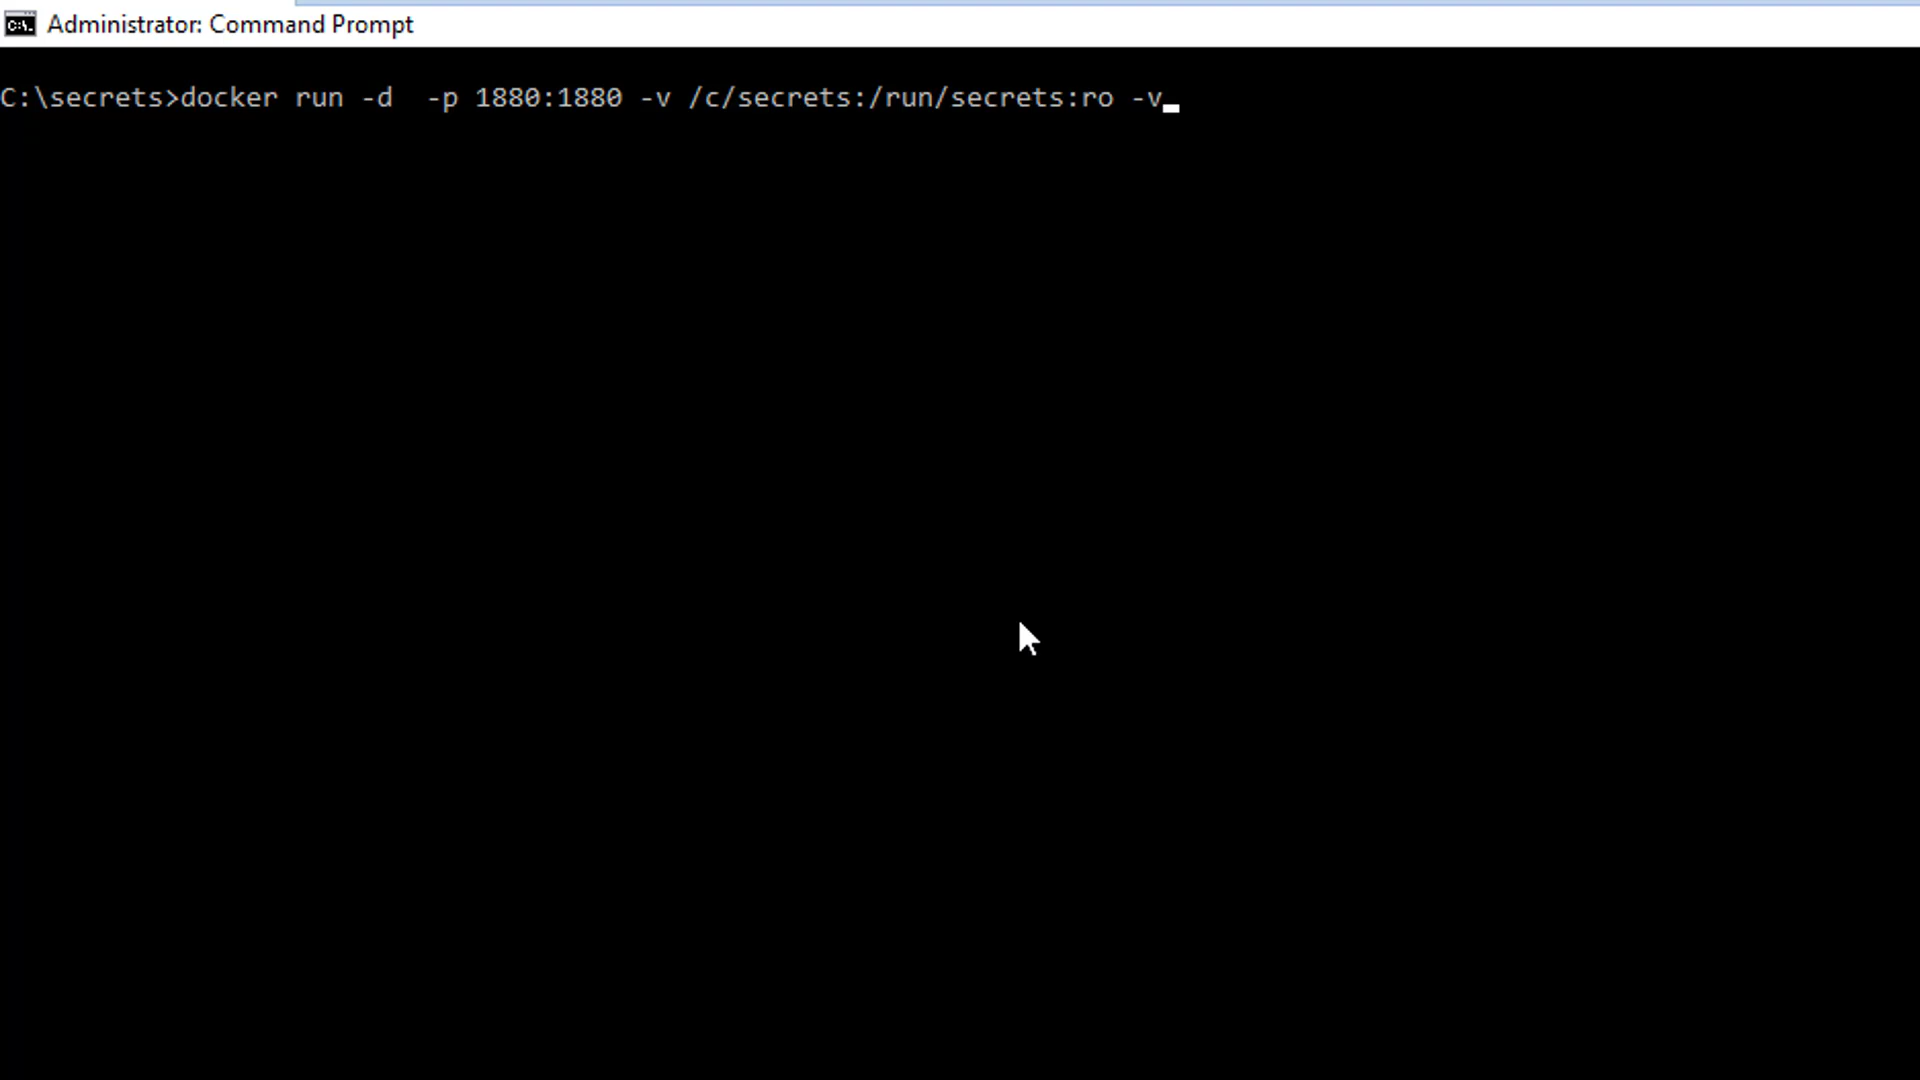 Administrator: Command Prompt
C:\secrets>docker run -d  -p 1880:1880 -v /c/secrets:/run/secrets:ro -v